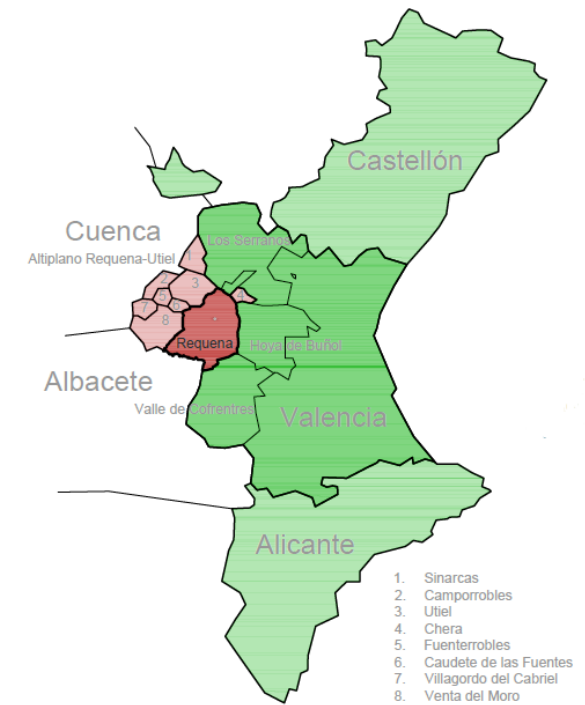 Castellón
Cuenca
Los Serranos
Altiplano Requena-Utiel
1
2
3
4
5
6
7
8
Requena
Hoya de Buñol
Albacete
Valle de Cofrentres
Valencia
Alicante
1. Sinarcas
2. Camporrobles
3. Utiel
4. Chera
5. Fuenterrobles
6. Caudete de las Fuentes
7. Villagordo del Cabriel
8. Venta del Moro